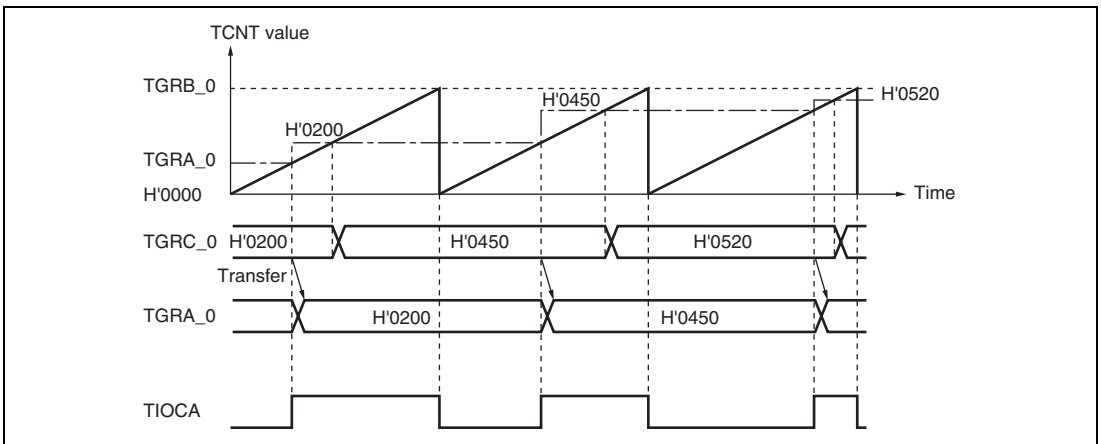 TCNT value
TGRB_0
H'0520
H'0450
H'0200
TGRA_0
H'0000
Time
TGRC_0 H'0200 H'0450 H'0520
Transfer
TGRA_0 H'0200 H'0450
TIOCA